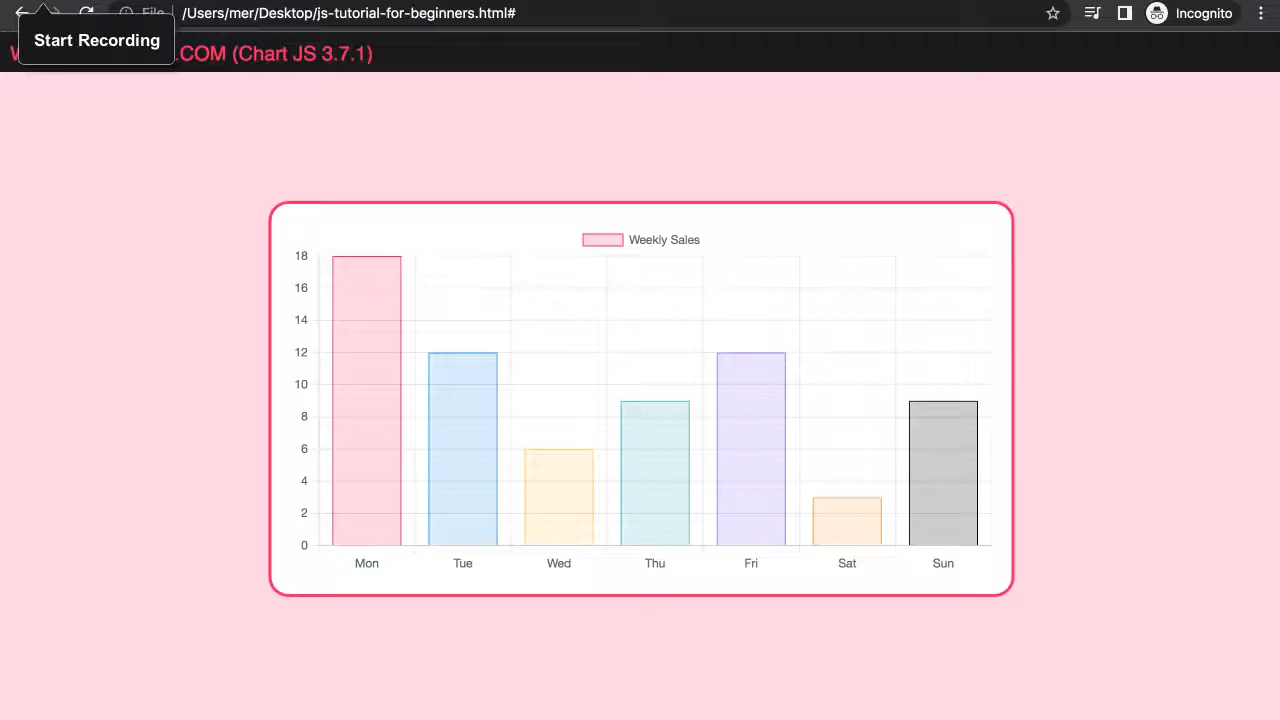 File
/Users/mer/Desktop/js-tutorial-for-beginners.html#
Incognito
Start Recording
.COM (Chart JS 3.7.1)
Weekly Sales
18
16
14
12
10
8
6
4
2
0
Mon Tue Wed Thu Fri Sat Sun